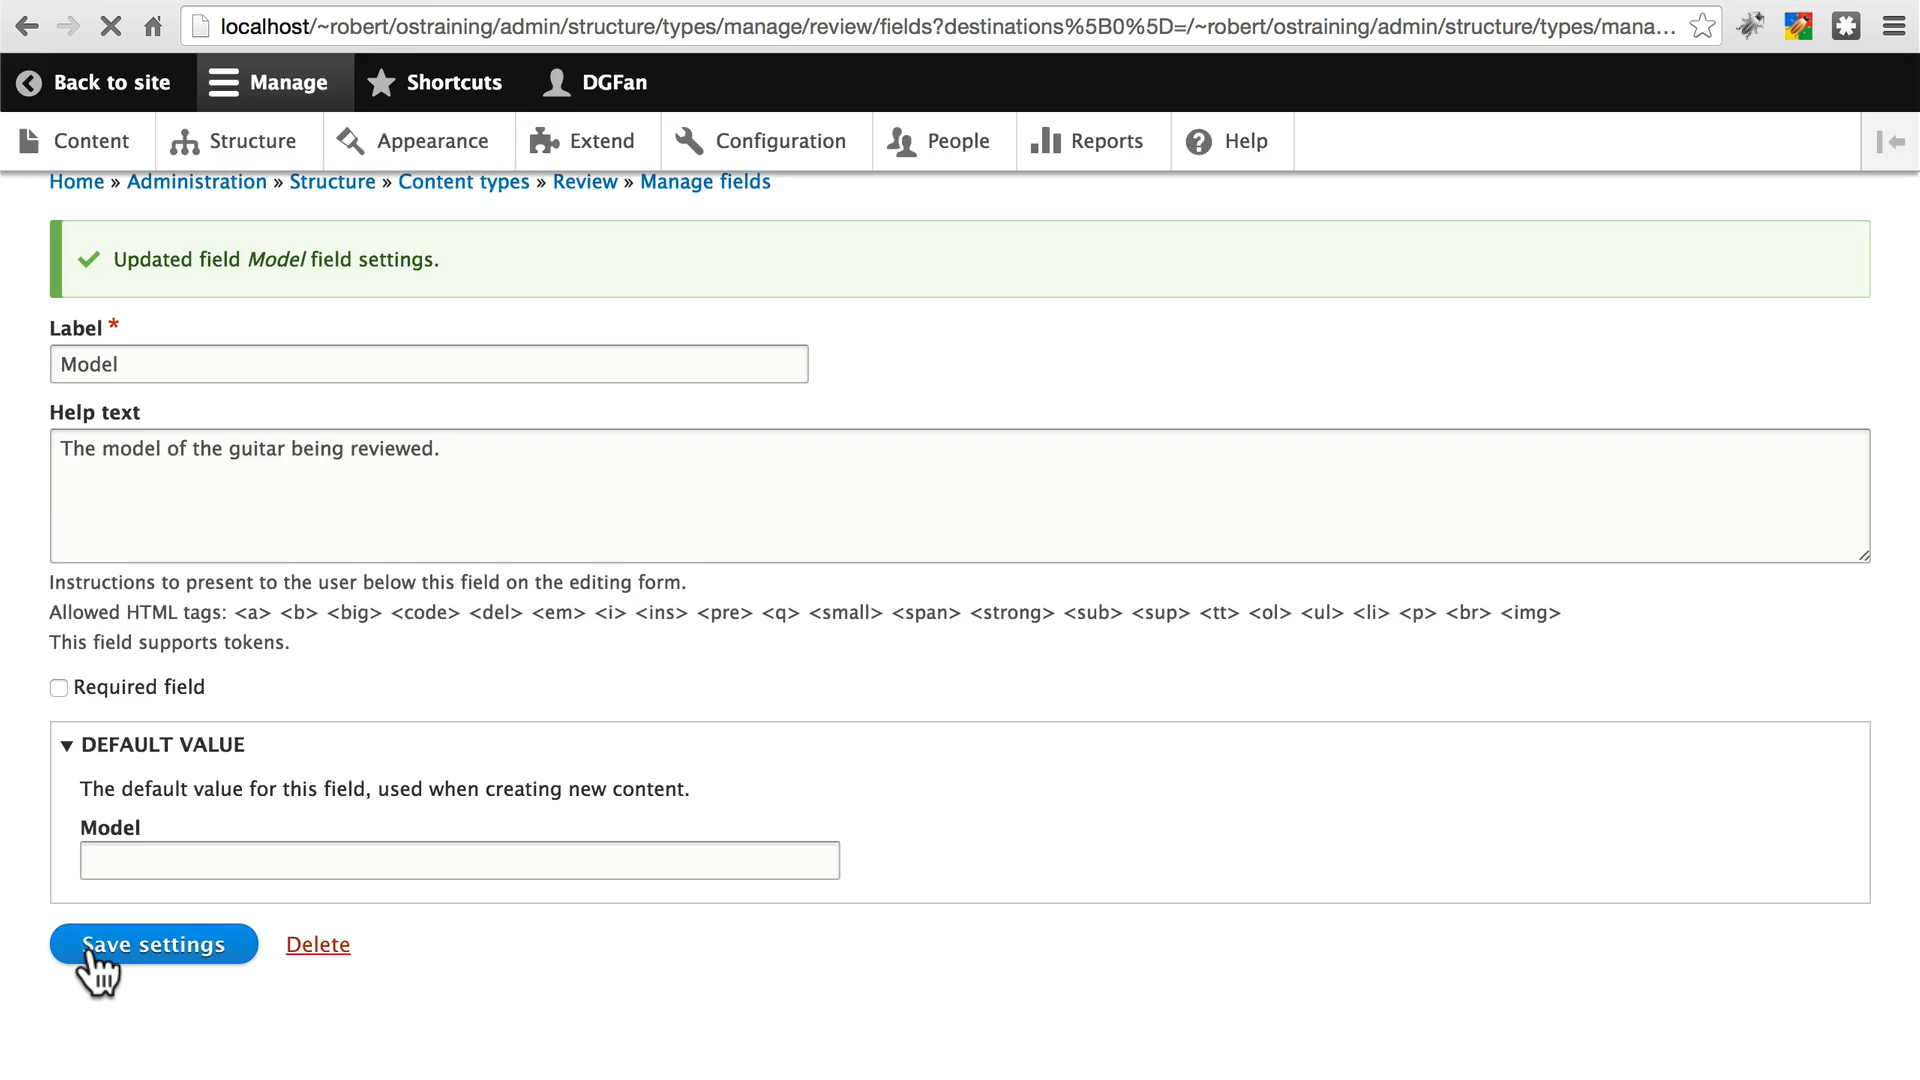 localhost/~robert/ostraining/admin/structure/types/manage/review/fields?destinations%5B0%5D=/~robert/ostraining/admin/structure/types/mana...
Back to site Manage Shortcuts DGFan
Content Structure Appearance Extend Configuration People Reports Help
Home » Administration » Structure » Content types » Review » Manage fields
Updated field Model field settings.
Label *
Model
Help text
The model of the guitar being reviewed.
Instructions to present to the user below this field on the editing form.
Allowed HTML tags: <a> <b> <big> <code> <del> <em> <i> <ins> <pre> <q> <small> <span> <strong> <sub> <sup> <tt> <ol> <ul> <li> <p> <br> <img>
This field supports tokens.
Required field
DEFAULT VALUE
The default value for this field, used when creating new content.
Model
Save settings Delete